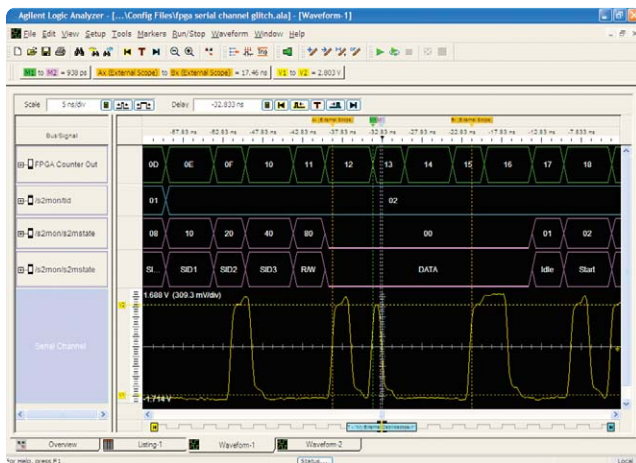 Agilent Logic Analyzer - [...\Config Files\fpga serial channel glitch.ala] - [Waveform-1]
File Edit View Setup Tools Markers Run/Stop Waveform Window Help
M1 to M2 = 938 ps Ax (External Scope) to Bx (External Scope) = 17.46 ns V1 to V2 = 2.803 V
Scale 5 ns/div Delay -32.833 ns
Bus/Signal
-57.83 ns -52.83 ns -47.83 ns -42.83 ns -37.83 ns -32.83 ns -27.83 ns -22.83 ns -17.83 ns -12.83 ns -7.833 ns
FPGA Counter Out 0D 0E 0F 10 11 12 13 14 15 16 17 18
/s2mon/tid 01 02
/s2mon/s2mstate 08 10 20 40 80 00 01 02
/s2mon/s2mstate SI... SID1 SID2 SID3 R/W DATA Idle Start
1.688 V (309.3 mV/div)
V2
Serial Channel
V1
-1.714 V
Overview Listing-1 Waveform-1 Waveform-2
For Help, press F1 Status... Local